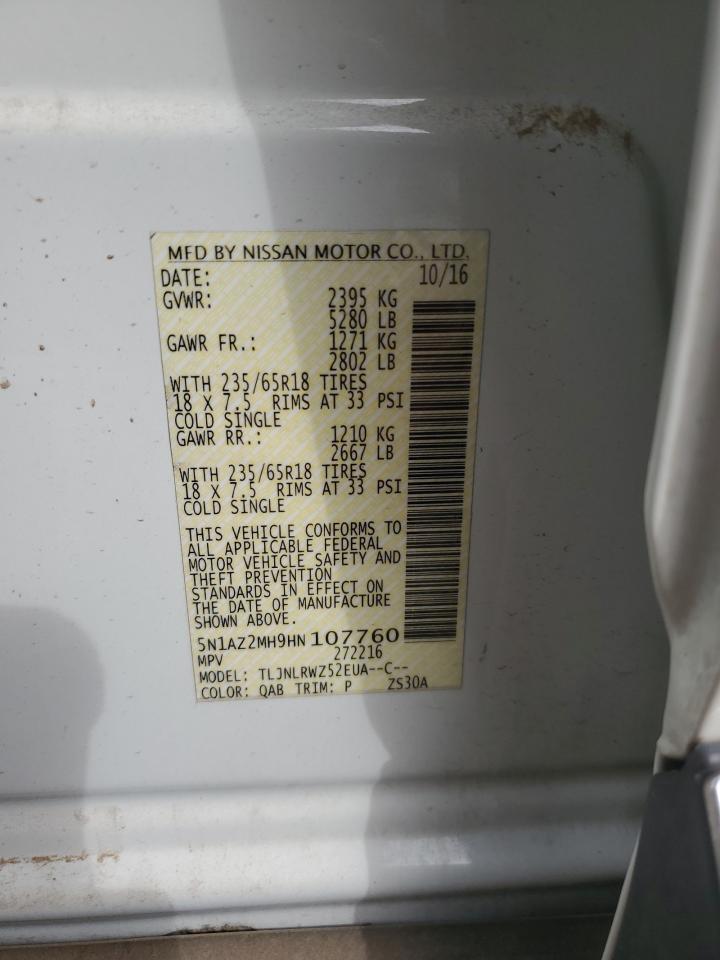 MFD BY NISSAN MOTOR CO., LTD.
DATE: 10/16
GVWR: 2395 KG
5280 LB
GAWR FR.: 1271 KG
2802 LB
WITH 235/65R18 TIRES
18 X 7.5 RIMS AT 33 PSI
COLD SINGLE
GAWR RR.: 1210 KG
2667 LB
WITH 235/65R18 TIRES
18 X 7.5 RIMS AT 33 PSI
COLD SINGLE
THIS VEHICLE CONFORMS TO
ALL APPLICABLE FEDERAL
MOTOR VEHICLE SAFETY AND
THEFT PREVENTION
STANDARDS IN EFFECT ON
THE DATE OF MANUFACTURE
SHOWN ABOVE.
5N1AZ2MH9HN107760
MPV 272216
MODEL: TLJNLRWZ52EUA--C--
COLOR: QAB TRIM: P ZS30A